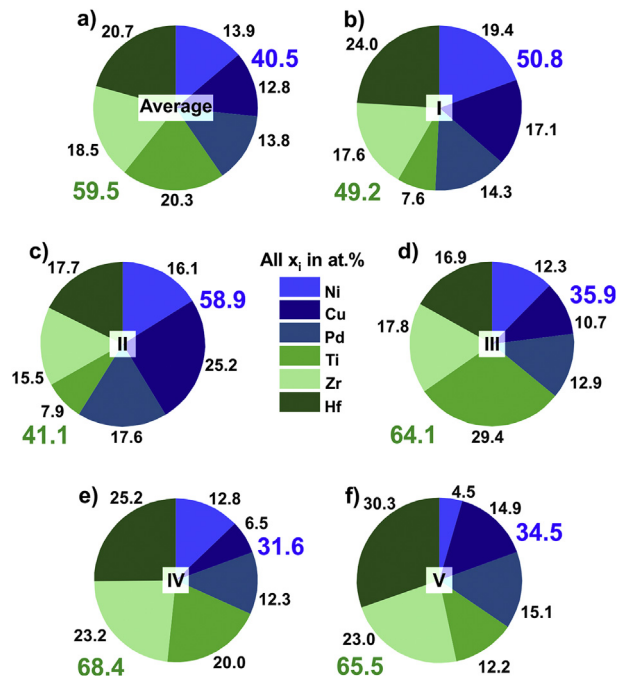 a)
20.7
13.9
40.5
12.8
Average
13.8
18.5
59.5
20.3
b)
24.0
19.4
50.8
I
17.1
17.6
49.2
7.6
14.3
c)
17.7
16.1
58.9
II
25.2
15.5
7.9
41.1
17.6
All xi in at.%
Ni
Cu
Pd
Ti
Zr
Hf
d)
16.9
12.3
35.9
10.7
III
17.8
12.9
64.1
29.4
e)
25.2
12.8
6.5
31.6
IV
12.3
23.2
68.4
20.0
f)
30.3
4.5
14.9
34.5
V
15.1
23.0
65.5
12.2